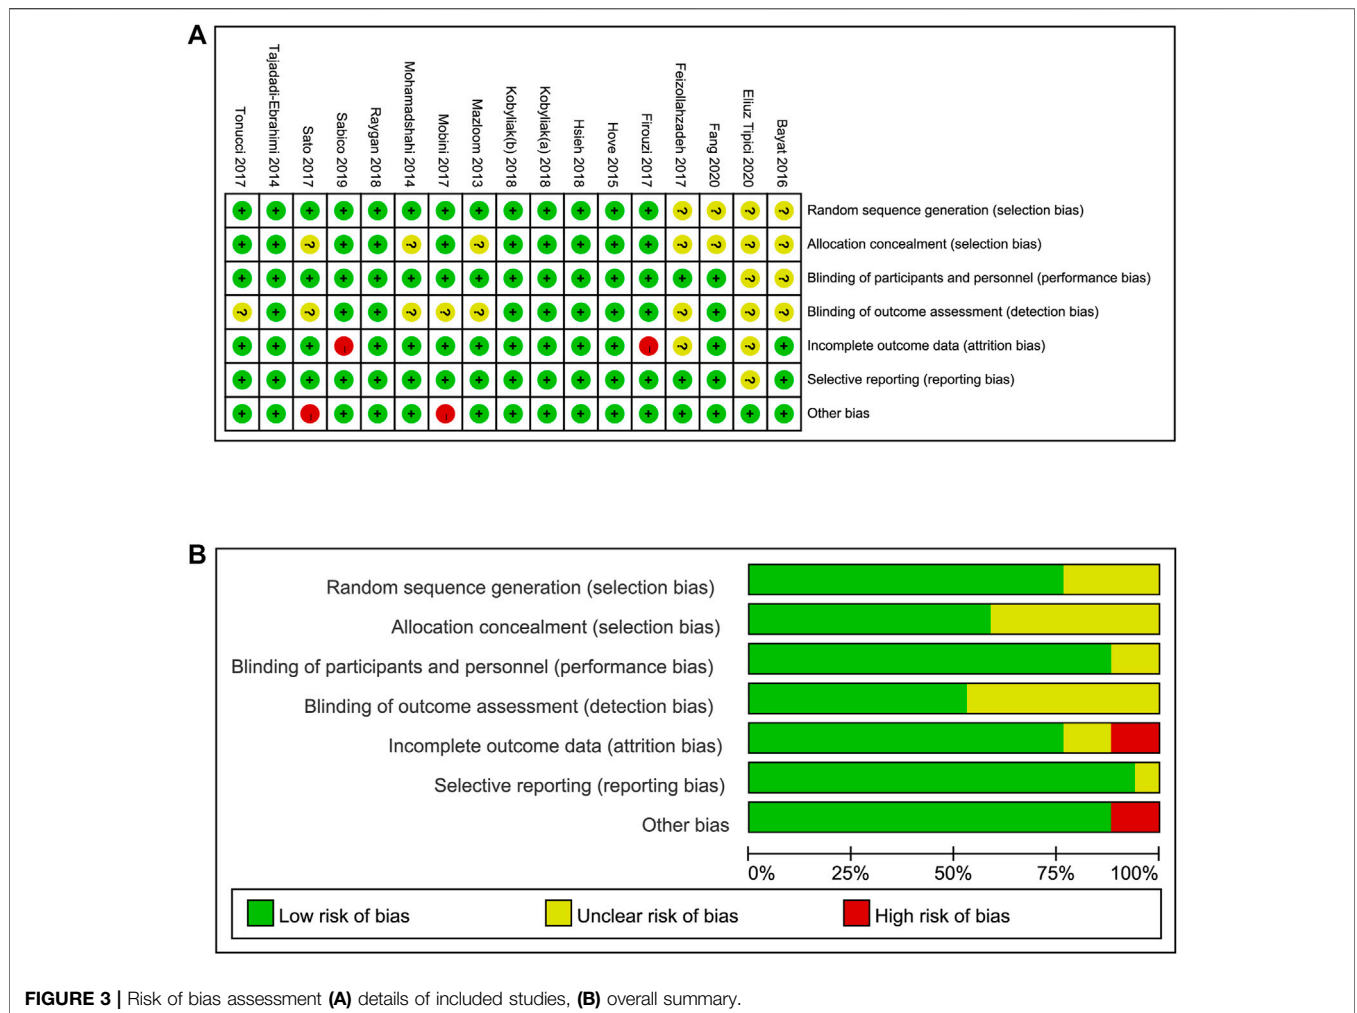 A
Tonucci 2017
Tajadadi-Ebrahimi 2014
Sato 2017
Sabico 2019
Raygan 2018
Mohamadshahi 2014
Mobini 2017
Mazloom 2013
Kobyliak(b) 2018
Kobyliak(a) 2018
Hsieh 2018
Hove 2015
Firouzi 2017
Feizollahzadeh 2017
Fang 2020
Eliuz Tipici 2020
Bayat 2016
+ + + + + + + + + + + + + ? ? ? ? Random sequence generation (selection bias)
+ + ? + + ? + ? + + + + + ? ? ? ? Allocation concealment (selection bias)
+ + + + + + + + + + + + + + + ? ? Blinding of participants and personnel (performance bias)
? + ? + + ? ? ? + + + + + ? + ? ? Blinding of outcome assessment (detection bias)
+ + + - + + + + + + + + - ? + ? + Incomplete outcome data (attrition bias)
+ + + + + + + + + + + + + + + ? + Selective reporting (reporting bias)
+ + - + + + - + + + + + + + + + + Other bias
B
Random sequence generation (selection bias)
Allocation concealment (selection bias)
Blinding of participants and personnel (performance bias)
Blinding of outcome assessment (detection bias)
Incomplete outcome data (attrition bias)
Selective reporting (reporting bias)
Other bias
0% 25% 50% 75% 100%
Low risk of bias Unclear risk of bias High risk of bias
FIGURE 3 | Risk of bias assessment (A) details of included studies, (B) overall summary.